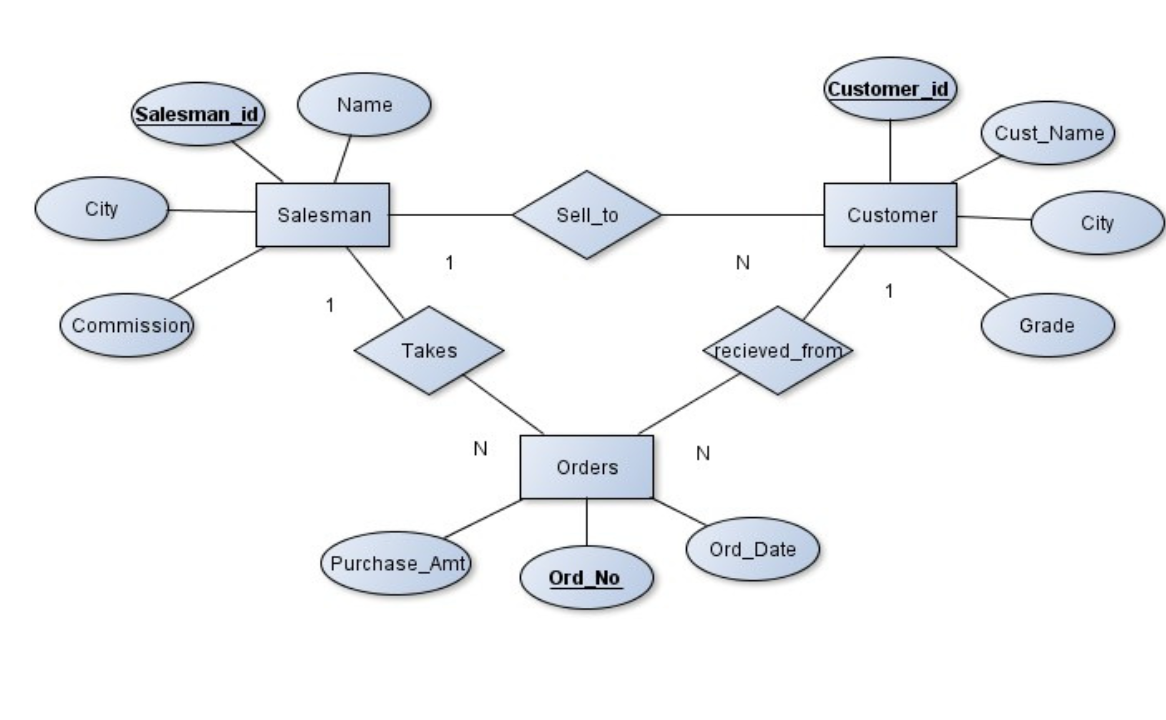 Customer_id
Name
Salesman_id
Cust_Name
City
Salesman
Sell_to
Customer
City
1
N
1
1
Commission
Grade
Takes
recieved_from
N
N
Orders
Purchase_Amt
Ord_No
Ord_Date